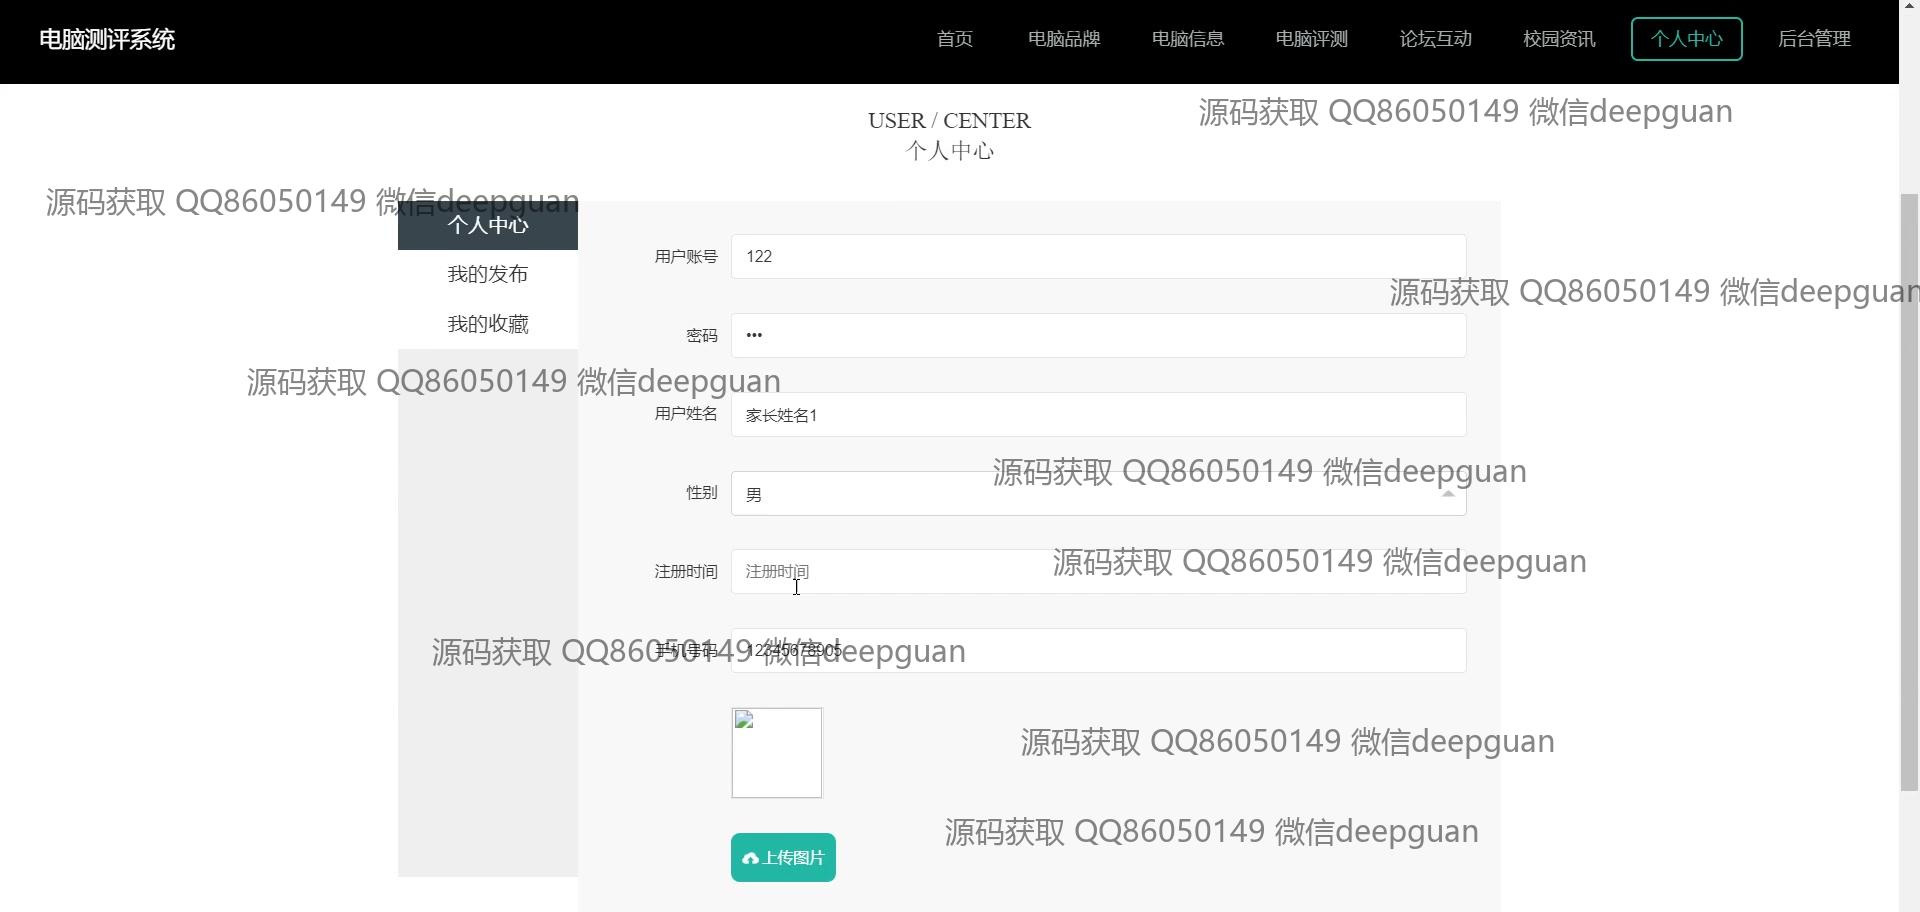 电脑测评系统
首页 电脑品牌 电脑信息 电脑评测 论坛互动 校园资讯 个人中心 后台管理
源码获取 QQ86050149 微信deepguan
USER / CENTER
个人中心
源码获取 QQ86050149 微信deepguan
个人中心
我的发布
我的收藏
用户账号 122
源码获取 QQ86050149 微信deepguan
密码 •••
源码获取 QQ86050149 微信deepguan
用户姓名 家长姓名1
源码获取 QQ86050149 微信deepguan
性别 男
源码获取 QQ86050149 微信deepguan
注册时间 注册时间
源码获取 QQ86050149 微信deepguan
手机号码 12345678905
源码获取 QQ86050149 微信deepguan
源码获取 QQ86050149 微信deepguan
上传图片